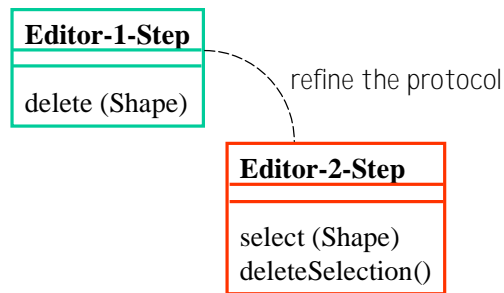 Editor-1-Step
delete (Shape)
refine the protocol
Editor-2-Step
select (Shape)
deleteSelection()